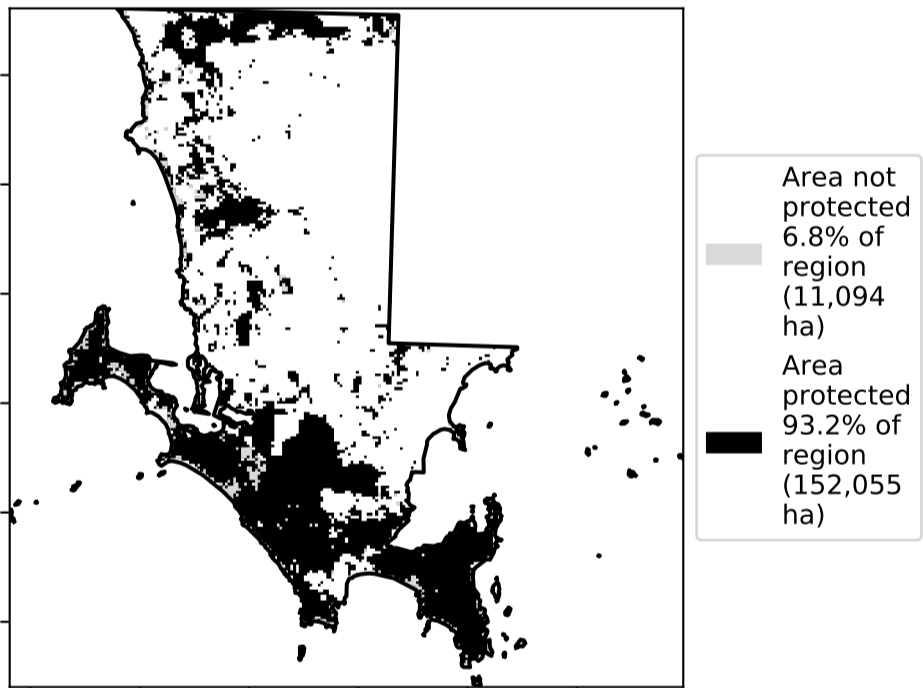 Area not
protected
6.8% of
region
(11,094
ha)
Area
protected
93.2% of
region
(152,055
ha)